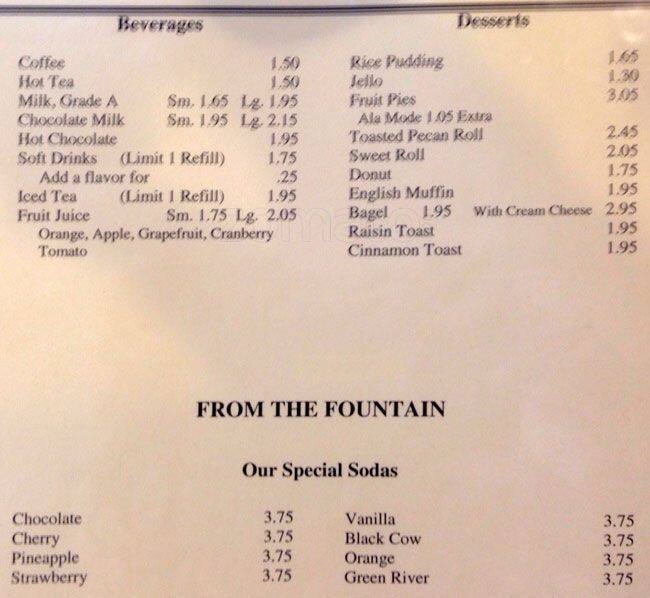 Beverages
Coffee 1.50
Hot Tea 1.50
Milk, Grade A Sm. 1.65 Lg. 1.95
Chocolate Milk Sm. 1.95 Lg. 2.15
Hot Chocolate 1.95
Soft Drinks (Limit 1 Refill) 1.75
Add a flavor for .25
Iced Tea (Limit 1 Refill) 1.95
Fruit Juice Sm. 1.75 Lg. 2.05
Orange, Apple, Grapefruit, Cranberry
Tomato
Desserts
Rice Pudding 1.65
Jello 1.30
Fruit Pies 3.05
Ala Mode 1.05 Extra
Toasted Pecan Roll 2.45
Sweet Roll 2.05
Donut 1.75
English Muffin 1.95
Bagel 1.95 With Cream Cheese 2.95
Raisin Toast 1.95
Cinnamon Toast 1.95
FROM THE FOUNTAIN
Our Special Sodas
Chocolate 3.75
Cherry 3.75
Pineapple 3.75
Strawberry 3.75
Vanilla 3.75
Black Cow 3.75
Orange 3.75
Green River 3.75